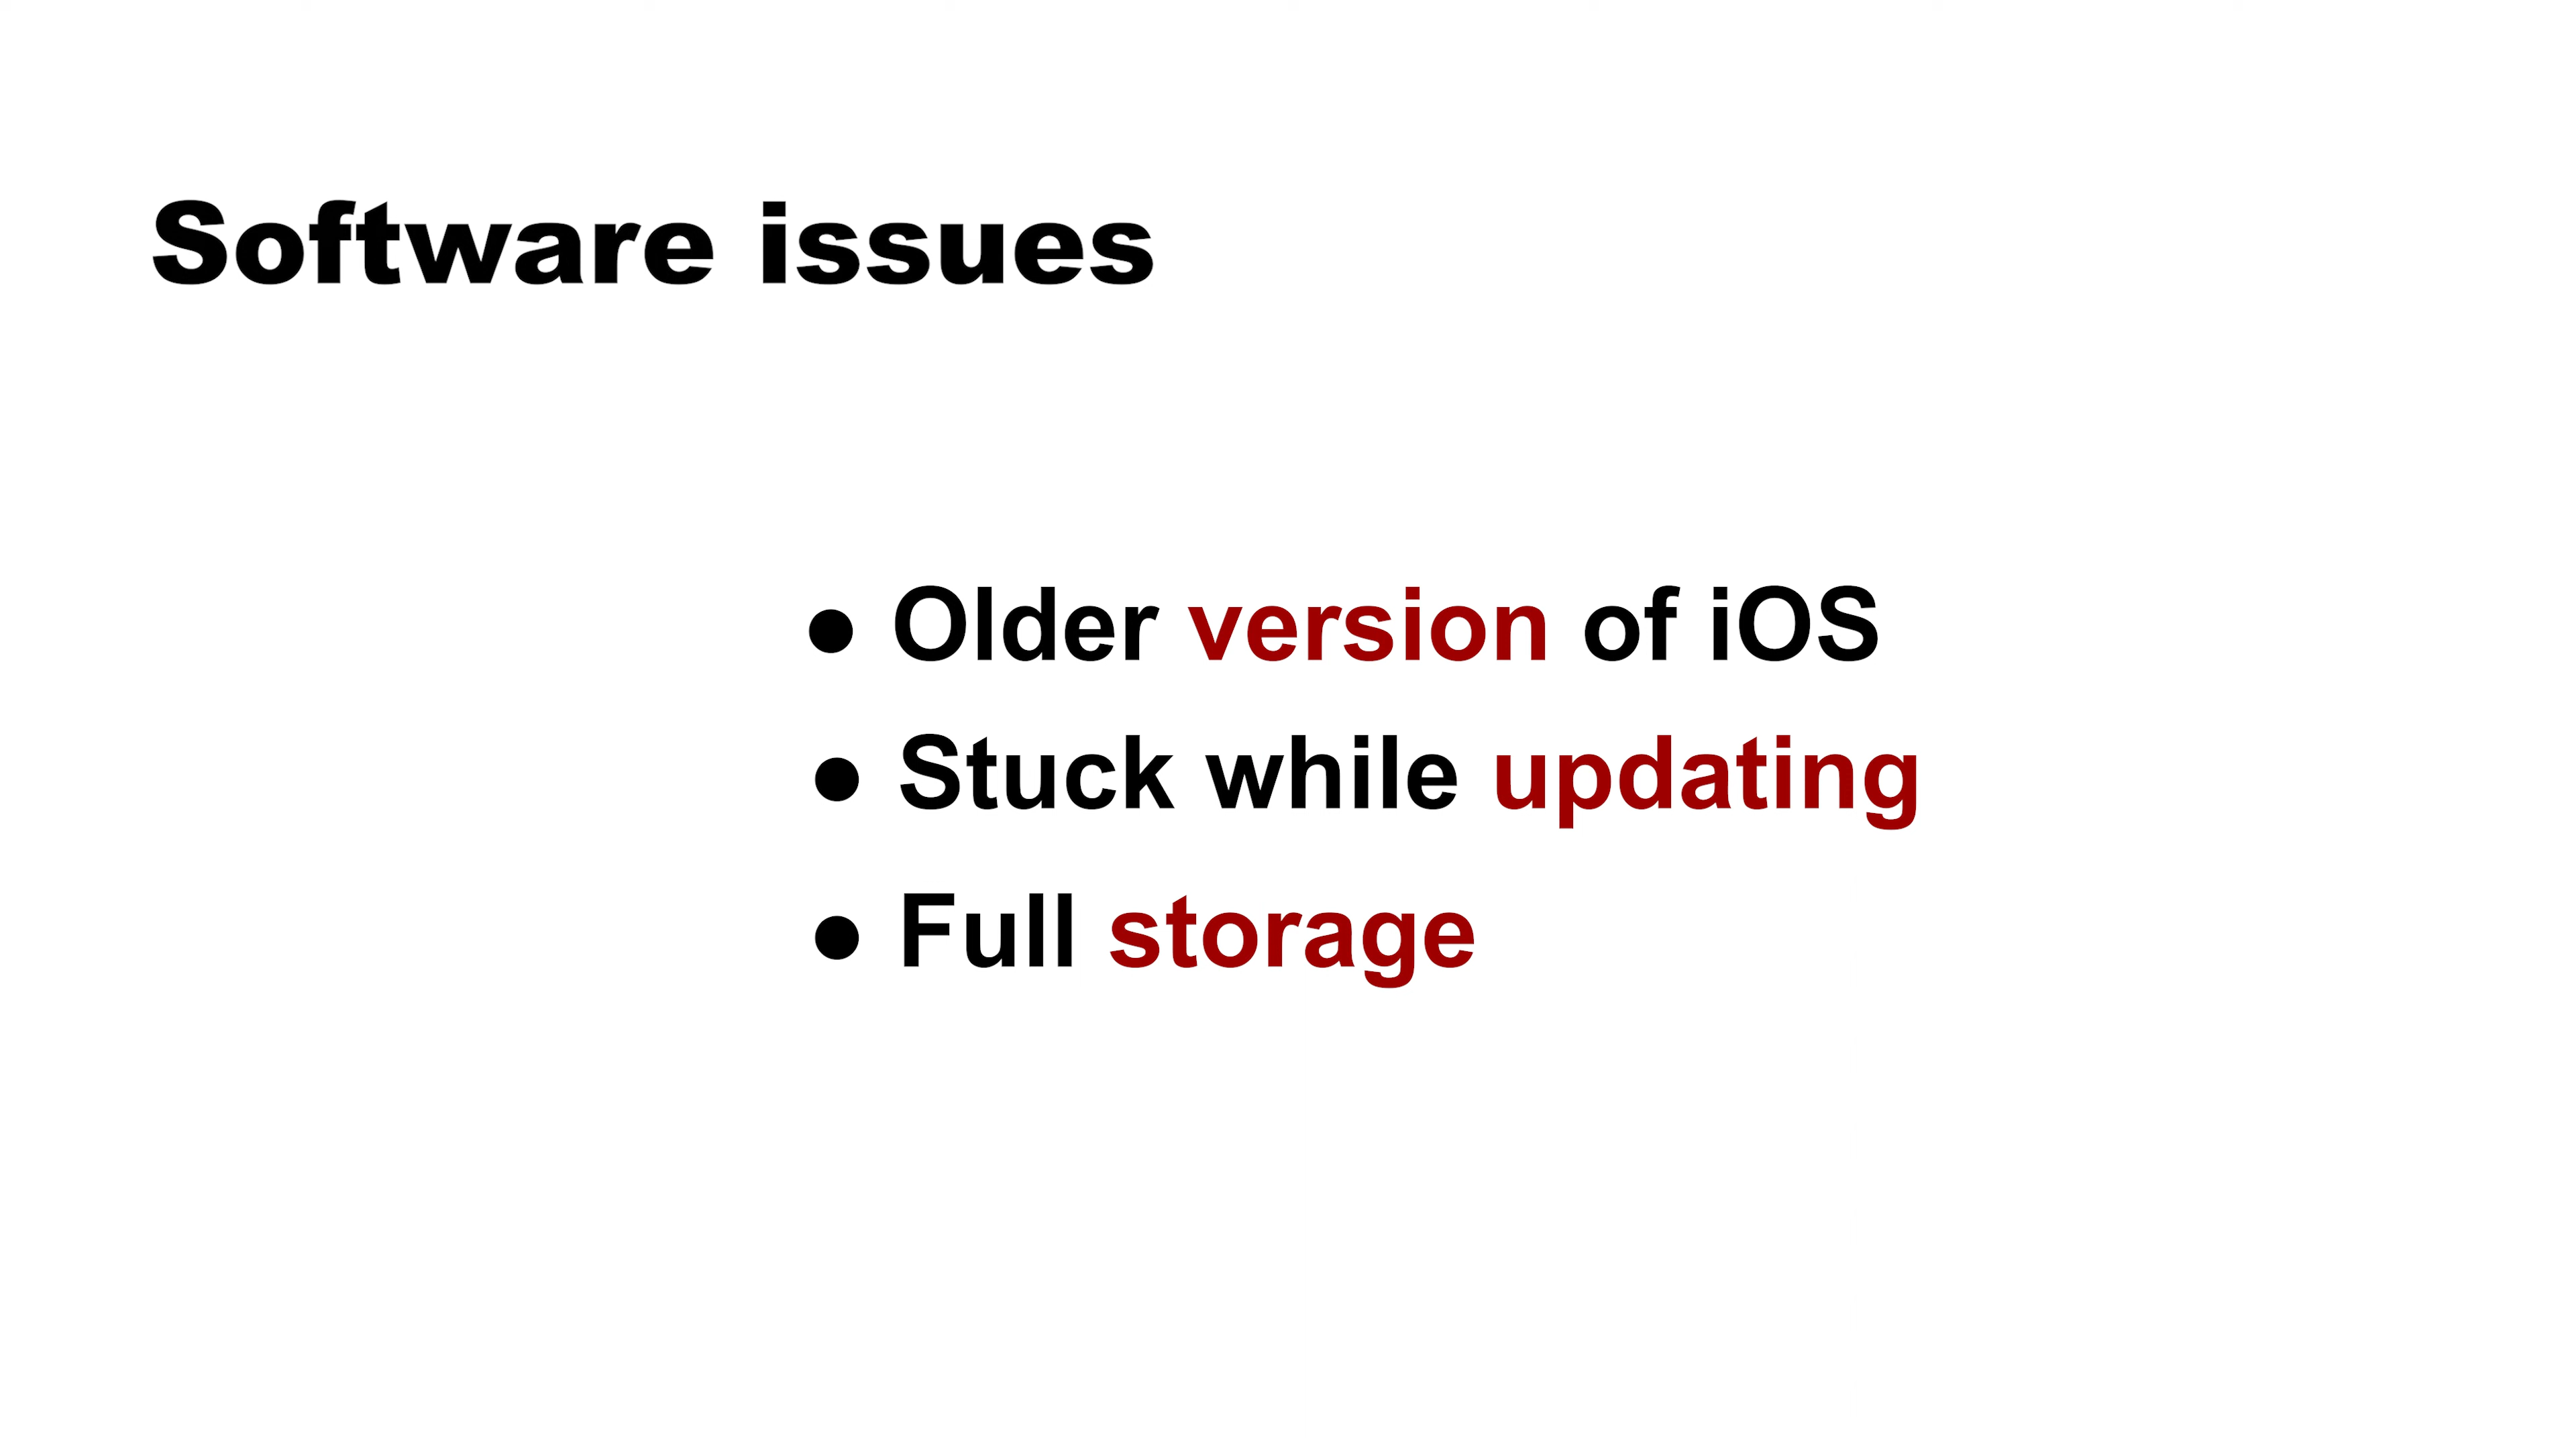 Software issues
● Older version of iOS
● Stuck while updating
● Full storage